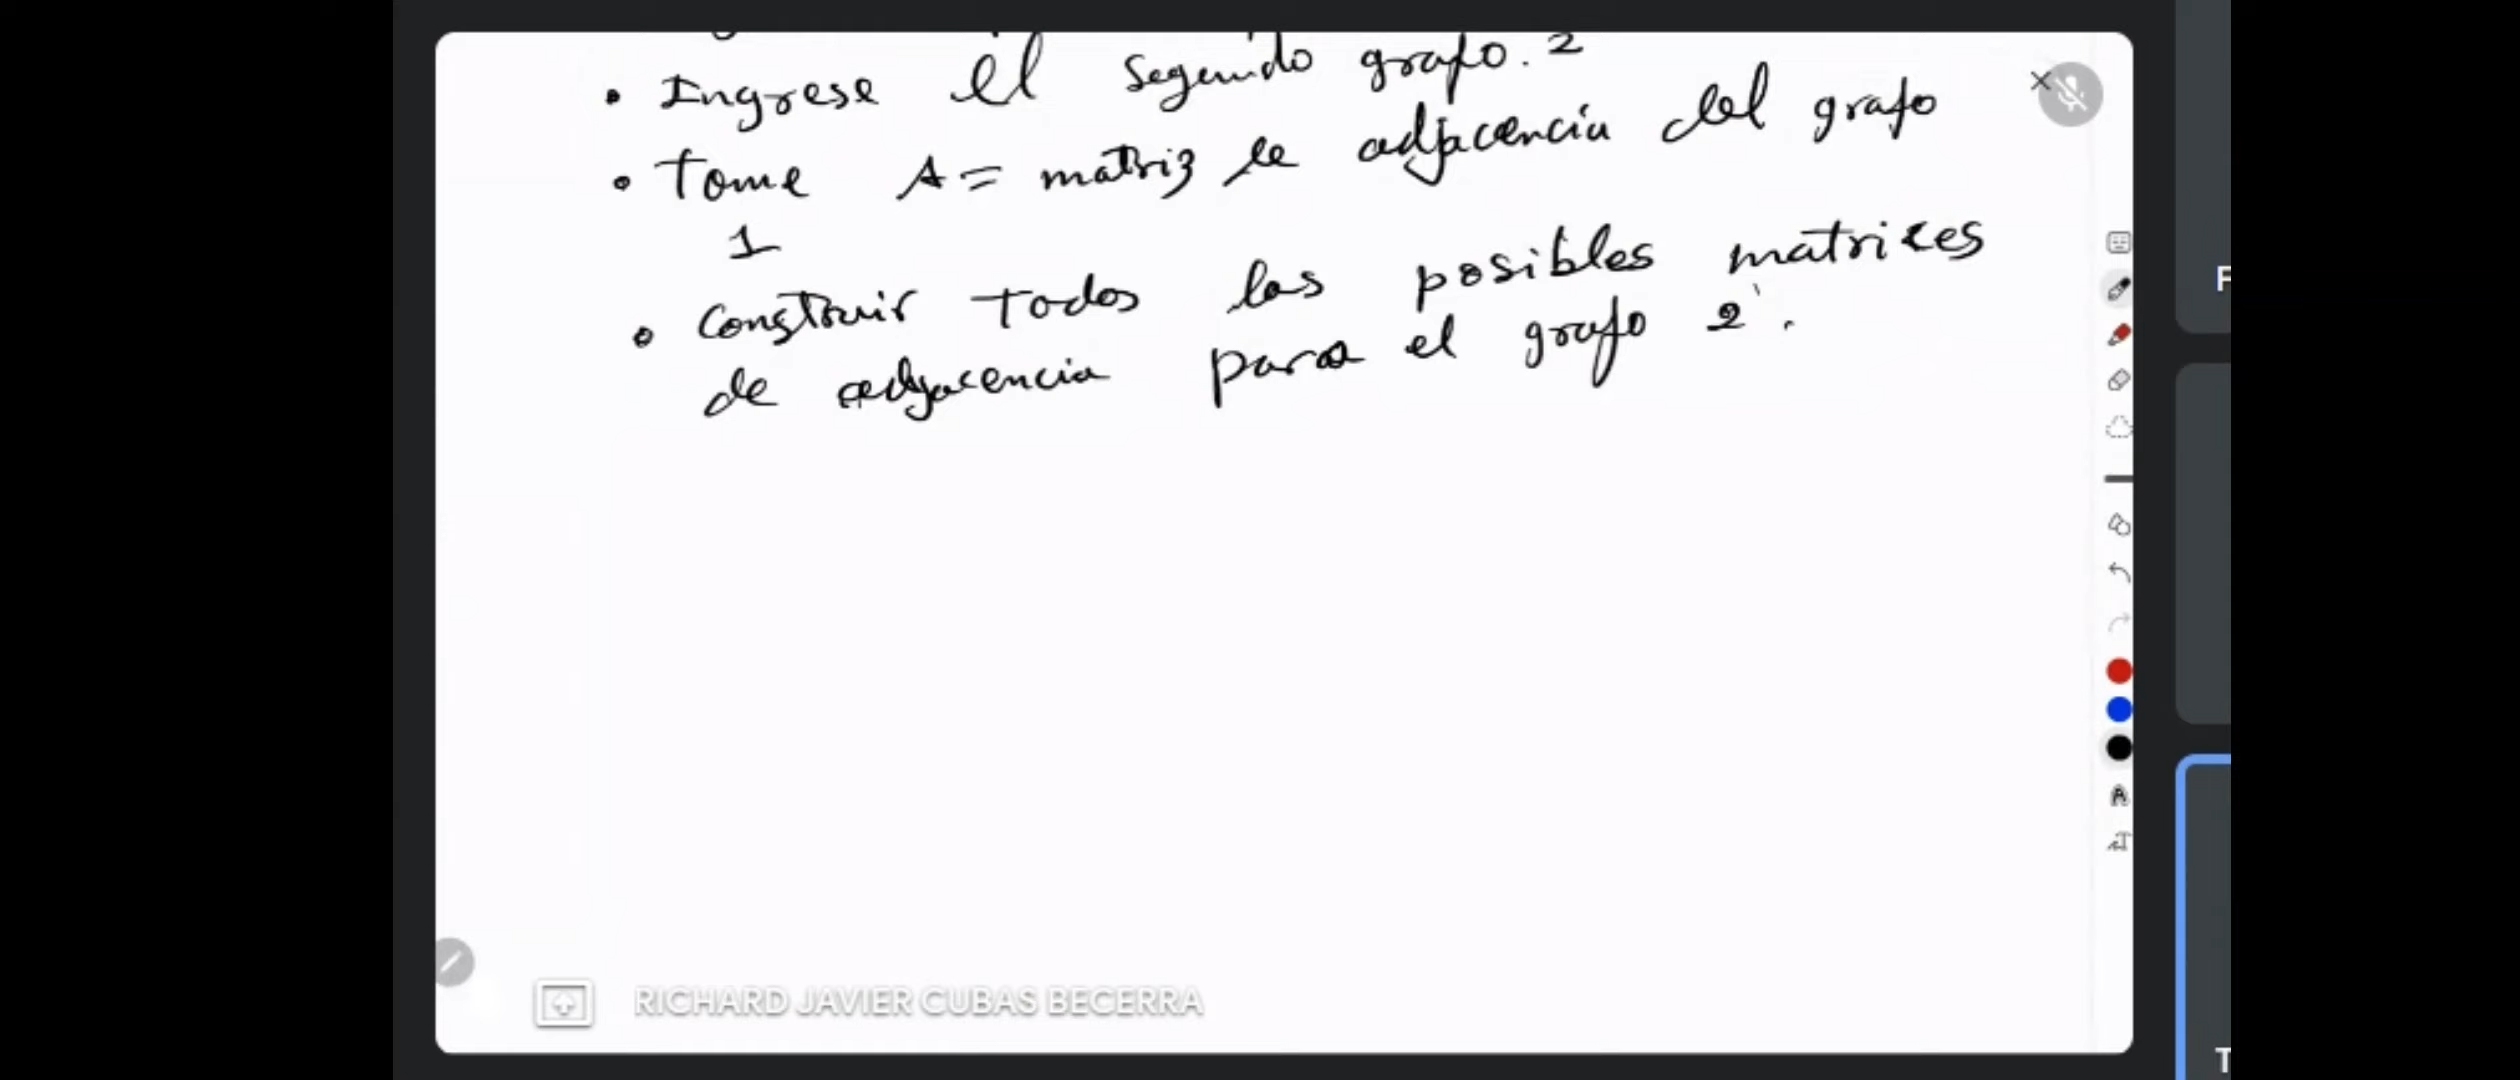 • Ingrese el segundo grafo. 2
• Tome A = matriz de adjacencia del grafo
1
• Construir todos las posibles matrices
de adyacencia para el grafo 2.
RICHARD JAVIER CUBAS BECERRA
F
T